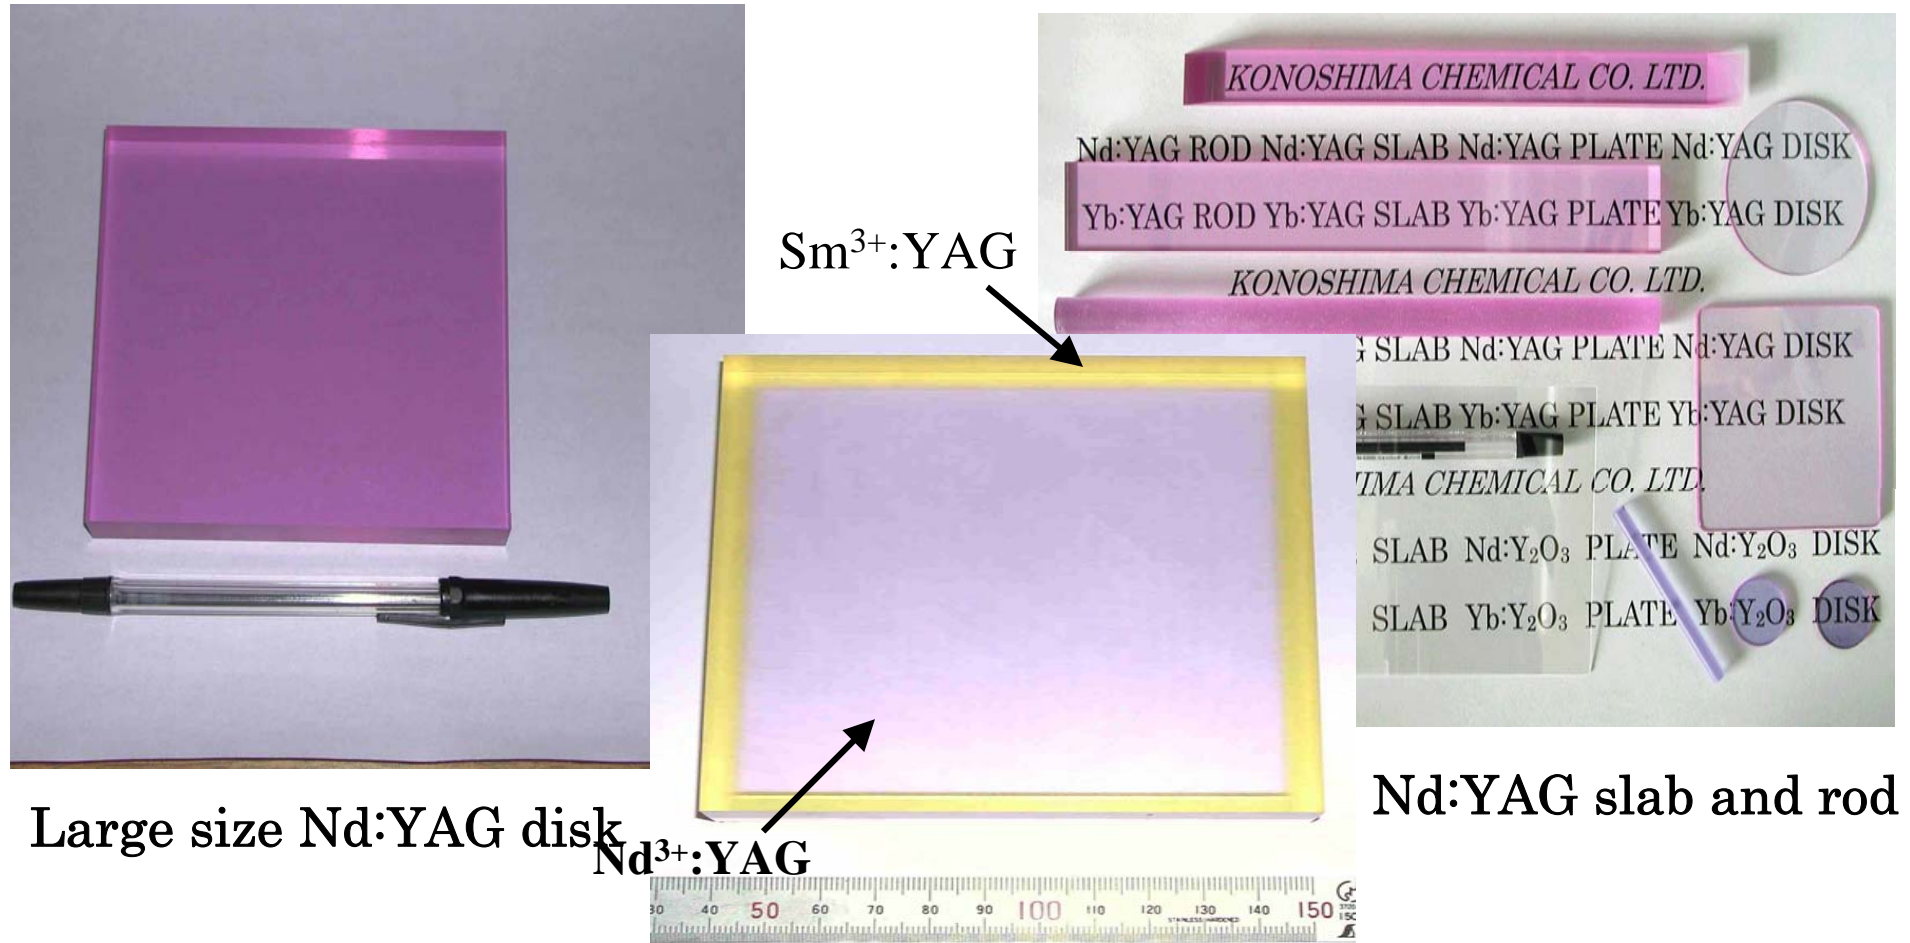 KONOSHIMA CHEMICAL CO. LTD.
Nd:YAG ROD Nd:YAG SLAB Nd:YAG PLATE Nd:YAG DISK
Yb:YAG ROD Yb:YAG SLAB Yb:YAG PLATE Yb:YAG DISK
Sm³⁺:YAG
KONOSHIMA CHEMICAL CO. LTD.
SLAB Nd:YAG PLATE Nd:YAG DISK
SLAB Yb:YAG PLATE Yb:YAG DISK
CHEMICAL CO. LTD.
SLAB Nd:Y₂O₃ PLATE Nd:Y₂O₃ DISK
SLAB Yb:Y₂O₃ PLATE Yb:Y₂O₃ DISK
Nd:YAG slab and rod
Large size Nd:YAG disk
Nd³⁺:YAG
40 50 60 70 80 90 100 110 120 130 140 150
STAINLESS HARDENED